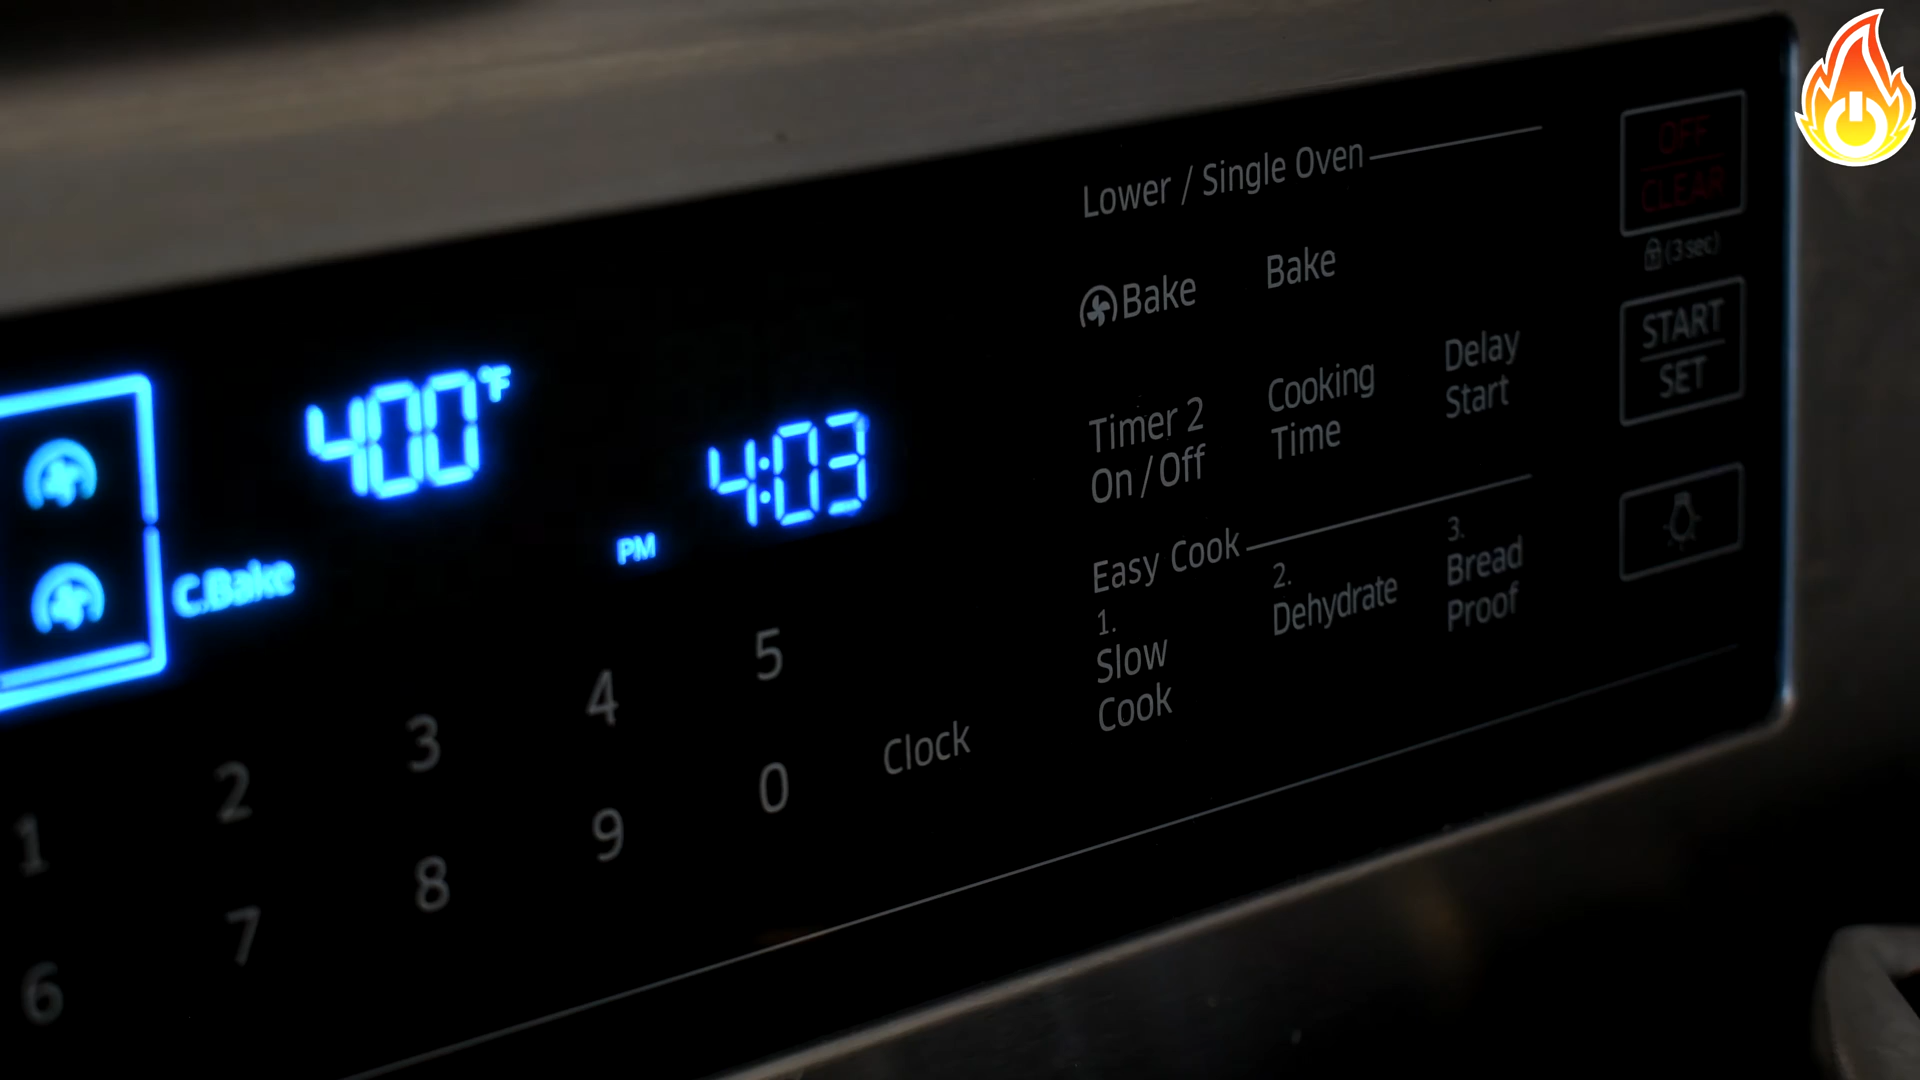 400°F
4:03
PM
C.Bake
1
2
3
4
5
6
7
8
9
0
Clock
Lower / Single Oven
Bake
Bake
Timer 2
On / Off
Cooking
Time
Delay
Start
Easy Cook
1.
Slow
Cook
2.
Dehydrate
3.
Bread
Proof
OFF
CLEAR
(3 sec)
START
SET